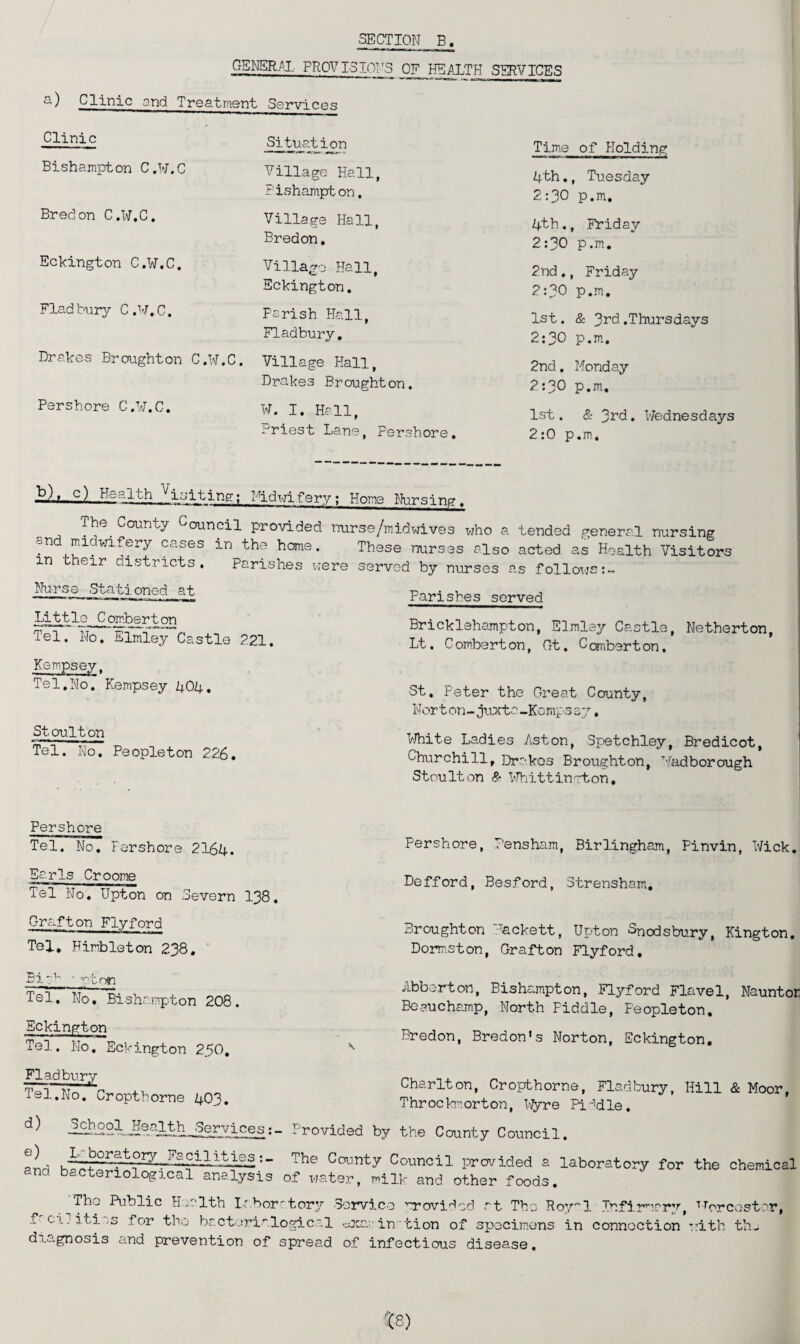 SECTION B.
GENERAL PROVISIONS OF HEALTH SERVICES
a) Clinic and Treatment Services
Clinic Situation Time of Holding
Bishampton C.W.C Village Hall, 4th., Tuesday
Bishampton. 2:30 p.m.
Bredon C.W.C. Village Hall, 4th., Friday
Bredon. 2:30 p.m.
Eckington C.W.C. Village Hall, 2nd., Friday
Eckington. 2:30 p.m.
Fladbury C.W.C. Parish Hall, 1st. & 3rd.Thursdays
Fladbury. 2:30 p.m.
Drakes Broughton C.W.C. Village Hall, 2nd. Monday
Drakes Broughton. 2:30 p.m.
Pershore C.W.C. W. I. Hall, 1st. & 3rd. Wednesdays
Priest Lane, Pershore. 2:0 p.m.
b), c) Health Visiting; Midwifery; Home Nursing.
The County Council provided nurse/midwives who a tended general nursing
and midwifery cases in the home. These nurses also acted as Health Visitors
in their districts. Parishes were served by nurses as follows:-
Nurse Stationed at Parishes served
Little Comberton Bricklehampton, Elmley Castle, Netherton,
Tel. No. Elmley Castle 221. Lt. Comberton, Gt. Comberton.
Kempsey,
Tel.No. Kempsey 404. St. Peter the Great County,
Norton-juxta-Kempsey.
Stoulton White Ladies Aston, Spetchley, Bredicot,
Tel. No. Peopleton 226. Churchill, Drakes Broughton, Wadborough
Stoulton & Whittington.
Pershore
Tel. No. Pershore 2164. Pershore, Pensham, Birlingham, Pinvin, Wick.
Earls Croome Defford, Besford, Strensham.
Tel No. Upton on Severn 138.
Grafton Flyford Broughton Hackett, Upton Snodsbury, Kington.
Tel. Himbleton 238. Dormston, Grafton Flyford.
Abberton, Bishampton, Flyford Flavel, Naunton
Tel. No. Bishampton 208. Beauchamp, North Piddle, Peopleton.
Eckington Bredon, Bredon's Norton, Eckington.
Tel. No. Eckington 250.
Fladbury Charlton, Cropthorne, Fladbury, Hill & Moor,
Tel.No. Cropthorne 403. Throckmorton, Wyre Piddle.
d) School Health Services:- Provided by the County Council.
e) Laboratory Facilities:- The County Council provided a laboratory for the chemical
and bacteriological analysis of water, milk and other foods.
The Public Health Laboratory Service provided at The Royal Infirmary, Worcester,
facilities for the bacteriological examination of specimens in connection with the
diagnosis and prevention of spread of infectious disease.
(8)